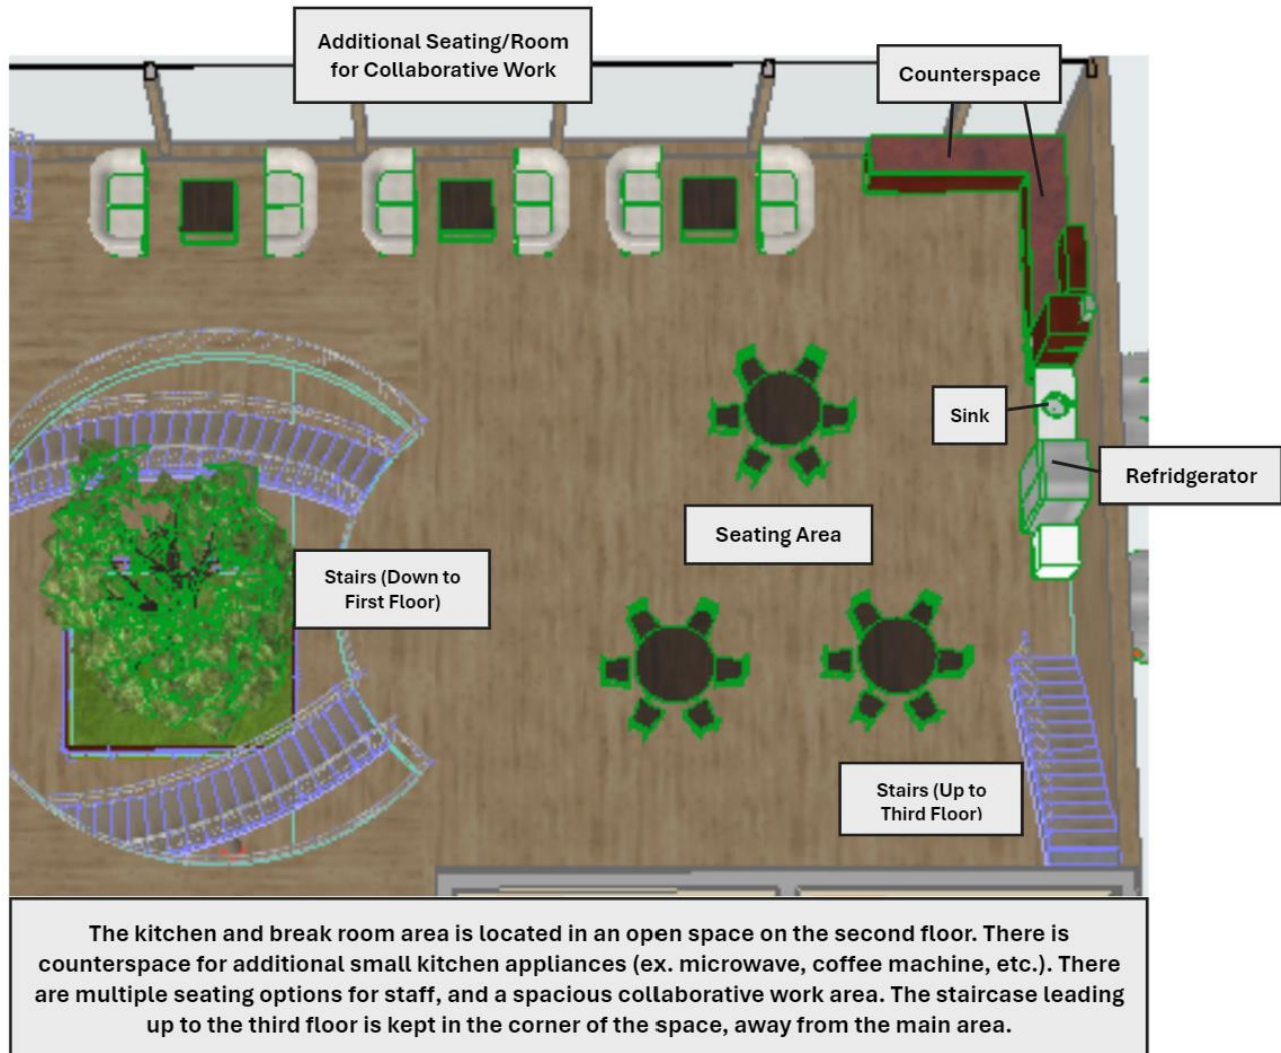 Additional Seating/Room
for Collaborative Work
Counterspace
Sink
Refridgerator
Seating Area
Stairs (Down to
First Floor)
Stairs (Up to
Third Floor)
The kitchen and break room area is located in an open space on the second floor. There is
counterspace for additional small kitchen appliances (ex. microwave, coffee machine, etc.). There
are multiple seating options for staff, and a spacious collaborative work area. The staircase leading
up to the third floor is kept in the corner of the space, away from the main area.